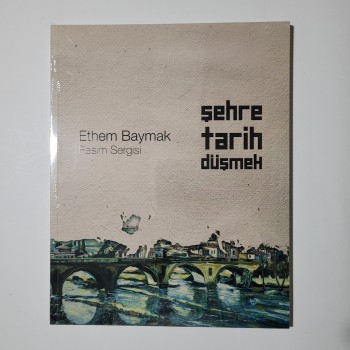 şehre
tarih
düşmek
Ethem Baymak
Resim Sergisi